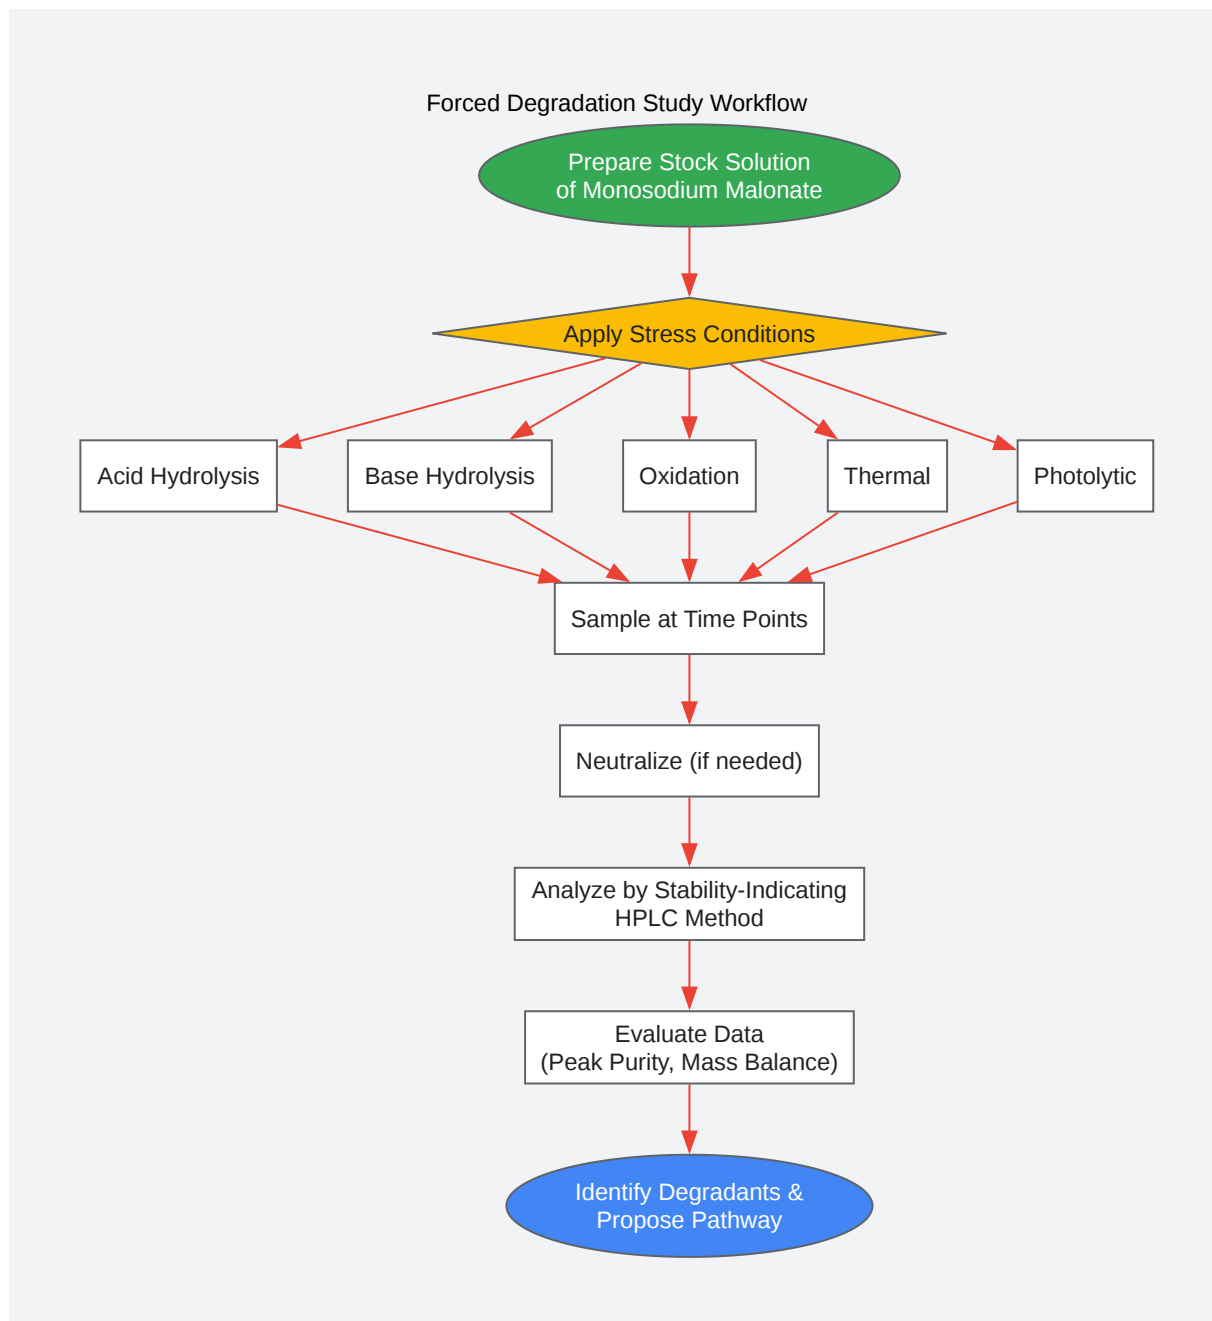 Forced Degradation Study Workflow
Prepare Stock Solution
of Monosodium Malonate
Apply Stress Conditions
Acid Hydrolysis
Base Hydrolysis
Oxidation
Thermal
Photolytic
Sample at Time Points
Neutralize (if needed)
Analyze by Stability-Indicating
HPLC Method
Evaluate Data
(Peak Purity, Mass Balance)
Identify Degradants &
Propose Pathway